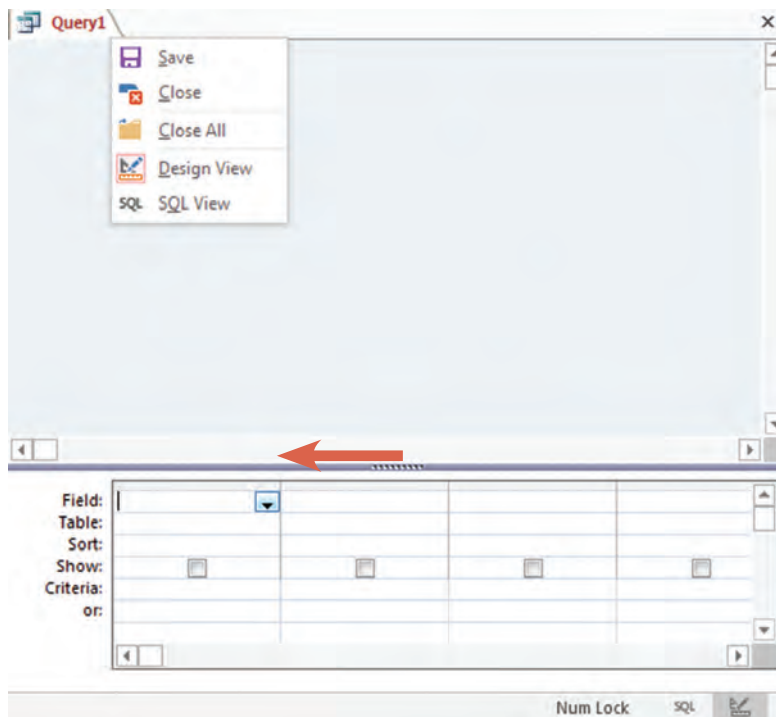 Query1
Save
Close
Close All
Design View
SQL SQL View
Field:
Table:
Sort:
Show:
Criteria:
or:
Num Lock SQL